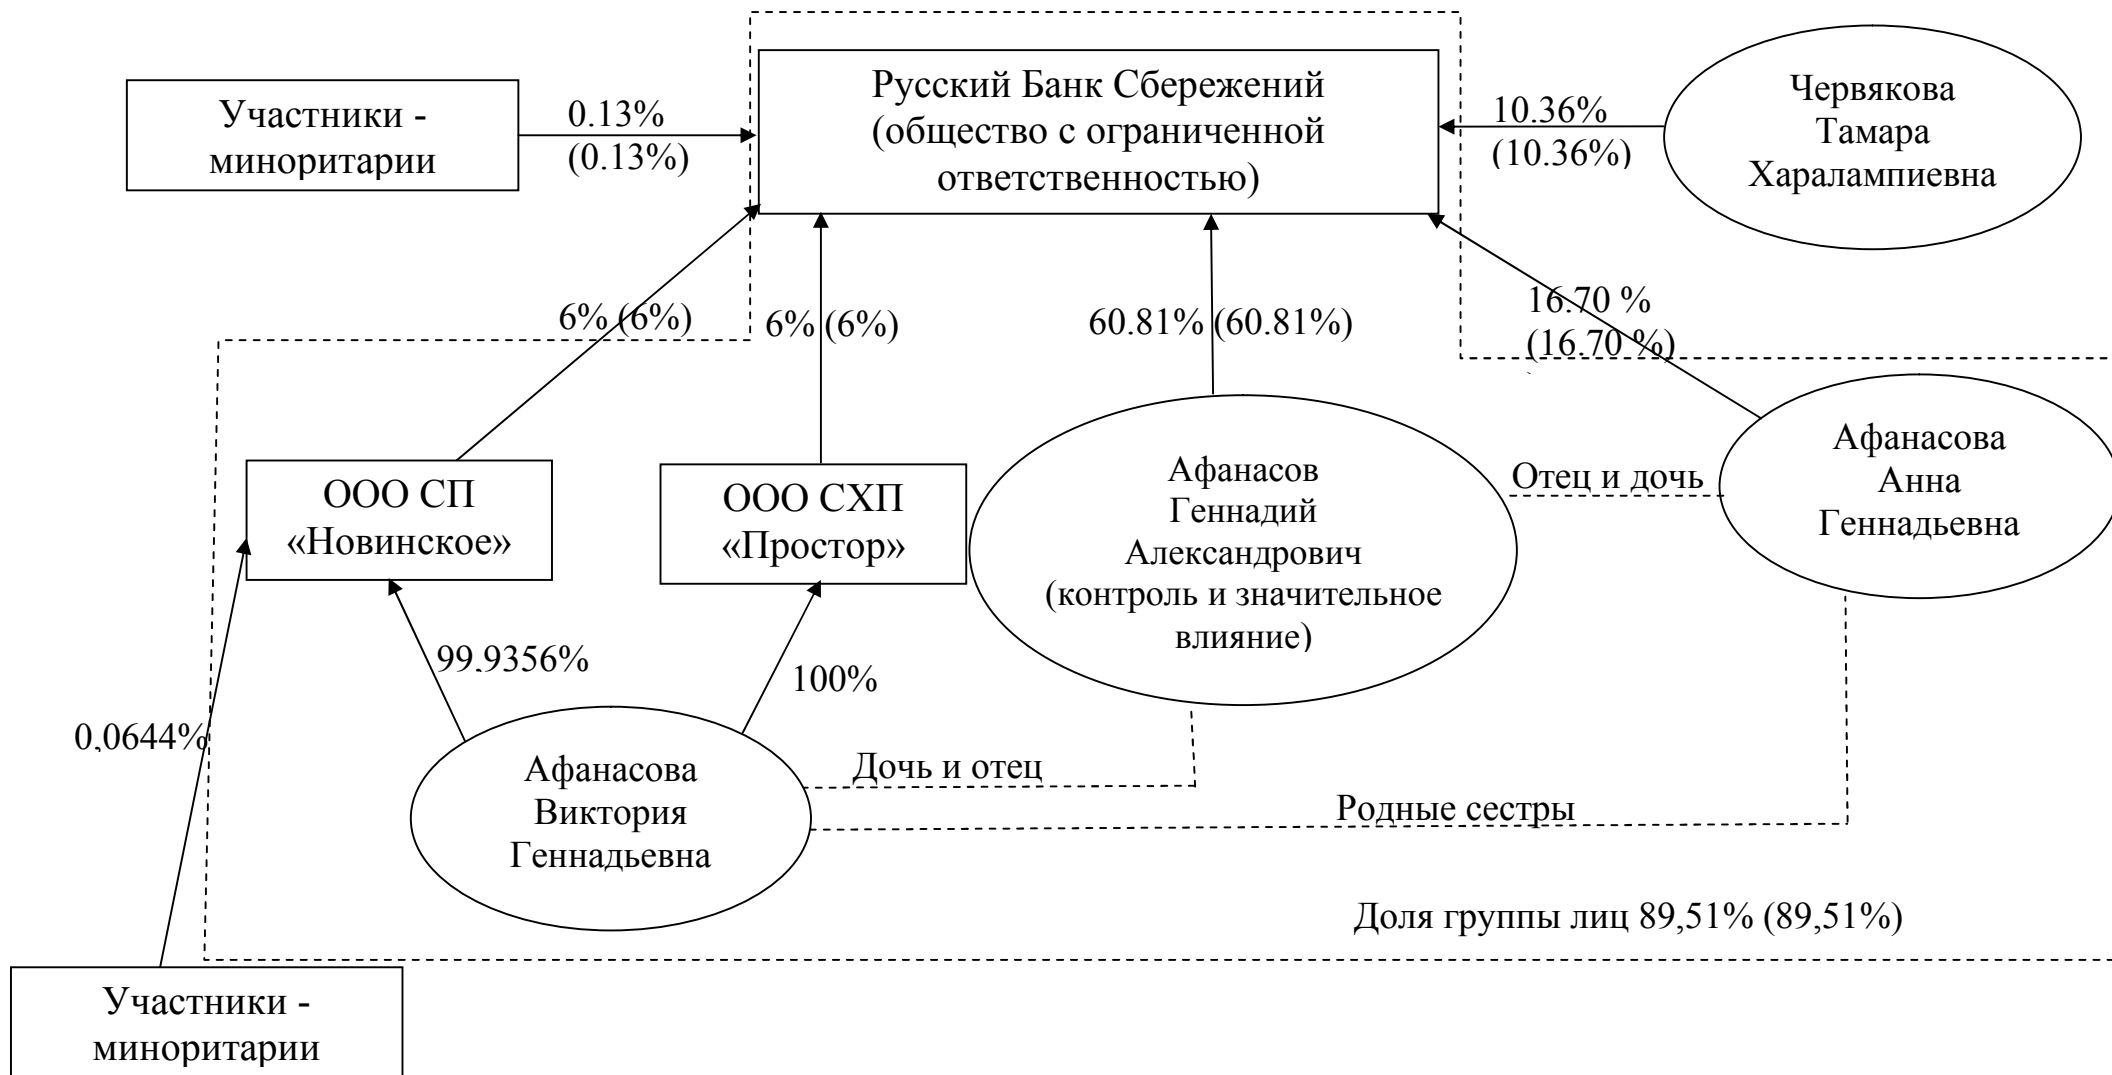 Русский Банк Сбережений
(общество с ограниченной
ответственностью)
Участники -
миноритарии
0.13%
(0.13%)
10.36%
(10.36%)
Червякова
Тамара
Харалампиевна
6% (6%)
6% (6%)
60.81% (60.81%)
16.70 %
(16.70 %)
ООО СП
«Новинское»
ООО СХП
«Простор»
Афанасов
Геннадий
Александрович
(контроль и значительное
влияние)
Отец и дочь
Афанасова
Анна
Геннадьевна
99.9356%
100%
0,0644%
Афанасова
Виктория
Геннадьевна
Дочь и отец
Родные сестры
Доля группы лиц 89,51% (89,51%)
Участники -
миноритарии